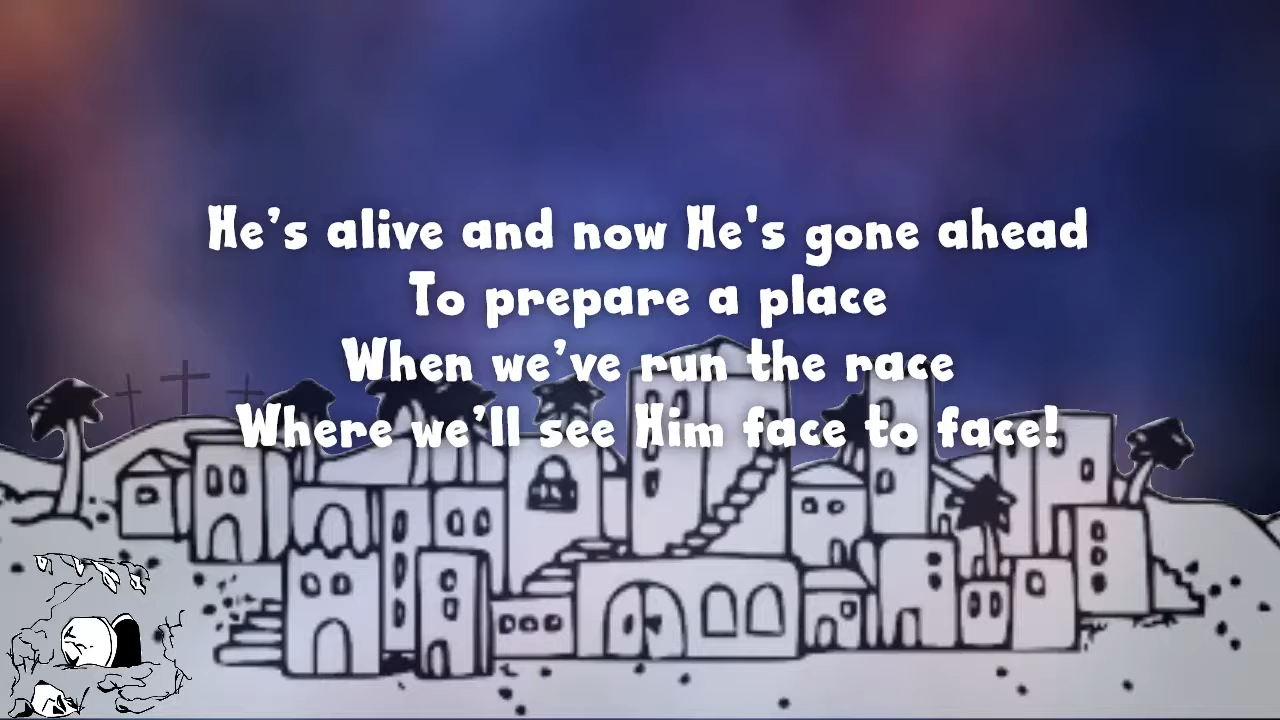 He’s alive and now He's gone ahead
To prepare a place
When we’ve run the race
Where we’ll see Him face to face!